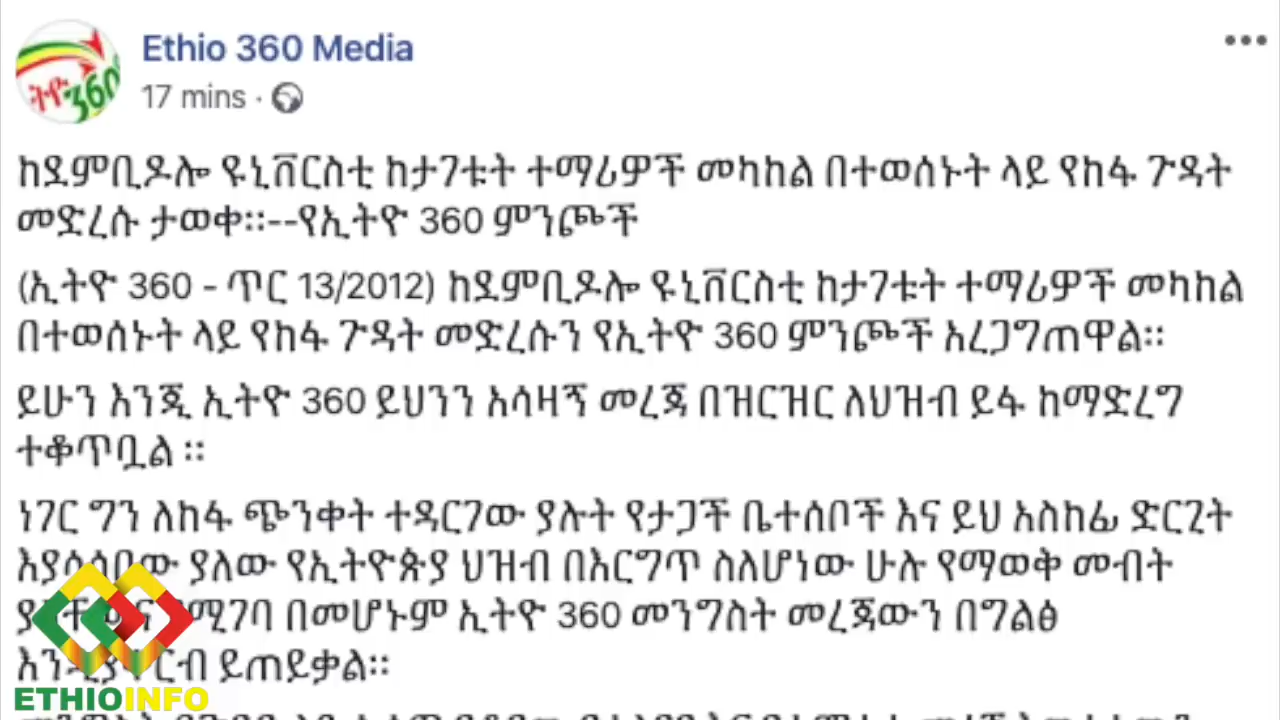 Ethio 360 Media
17 mins ·
ከደምቢዶሎ ዩኒቨርስቲ ከታገቱት ተማሪዎች መካከል በተወሰኑት ላይ የከፋ ጉዳት
መድረሱ ታወቀ።--የኢትዮ 360 ምንጮች
(ኢትዮ 360 - ጥር 13/2012) ከደምቢዶሎ ዩኒቨርስቲ ከታገቱት ተማሪዎች መካከል
በተወሰኑት ላይ የከፋ ጉዳት መድረሱን የኢትዮ 360 ምንጮች አረጋግጠዋል።
ይሁን እንጂ ኢትዮ 360 ይህንን አሳዛኝ መረጃ በዝርዝር ለህዝብ ይፋ ከማድረግ
ተቆጥቧል ።
ነገር ግን ለከፋ ጭንቀት ተዳርገው ያሉት የታጋች ቤተሰቦች እና ይህ አስከፊ ድርጊት
እያሳሰበው ያለው የኢትዮጵያ ህዝብ በእርግጥ ስለሆነው ሁሉ የማወቅ መብት
በመሆኑም ኢትዮ 360 መንግስት መረጃውን በግልፅ
ይጠይቃል።
ETHIOINFO